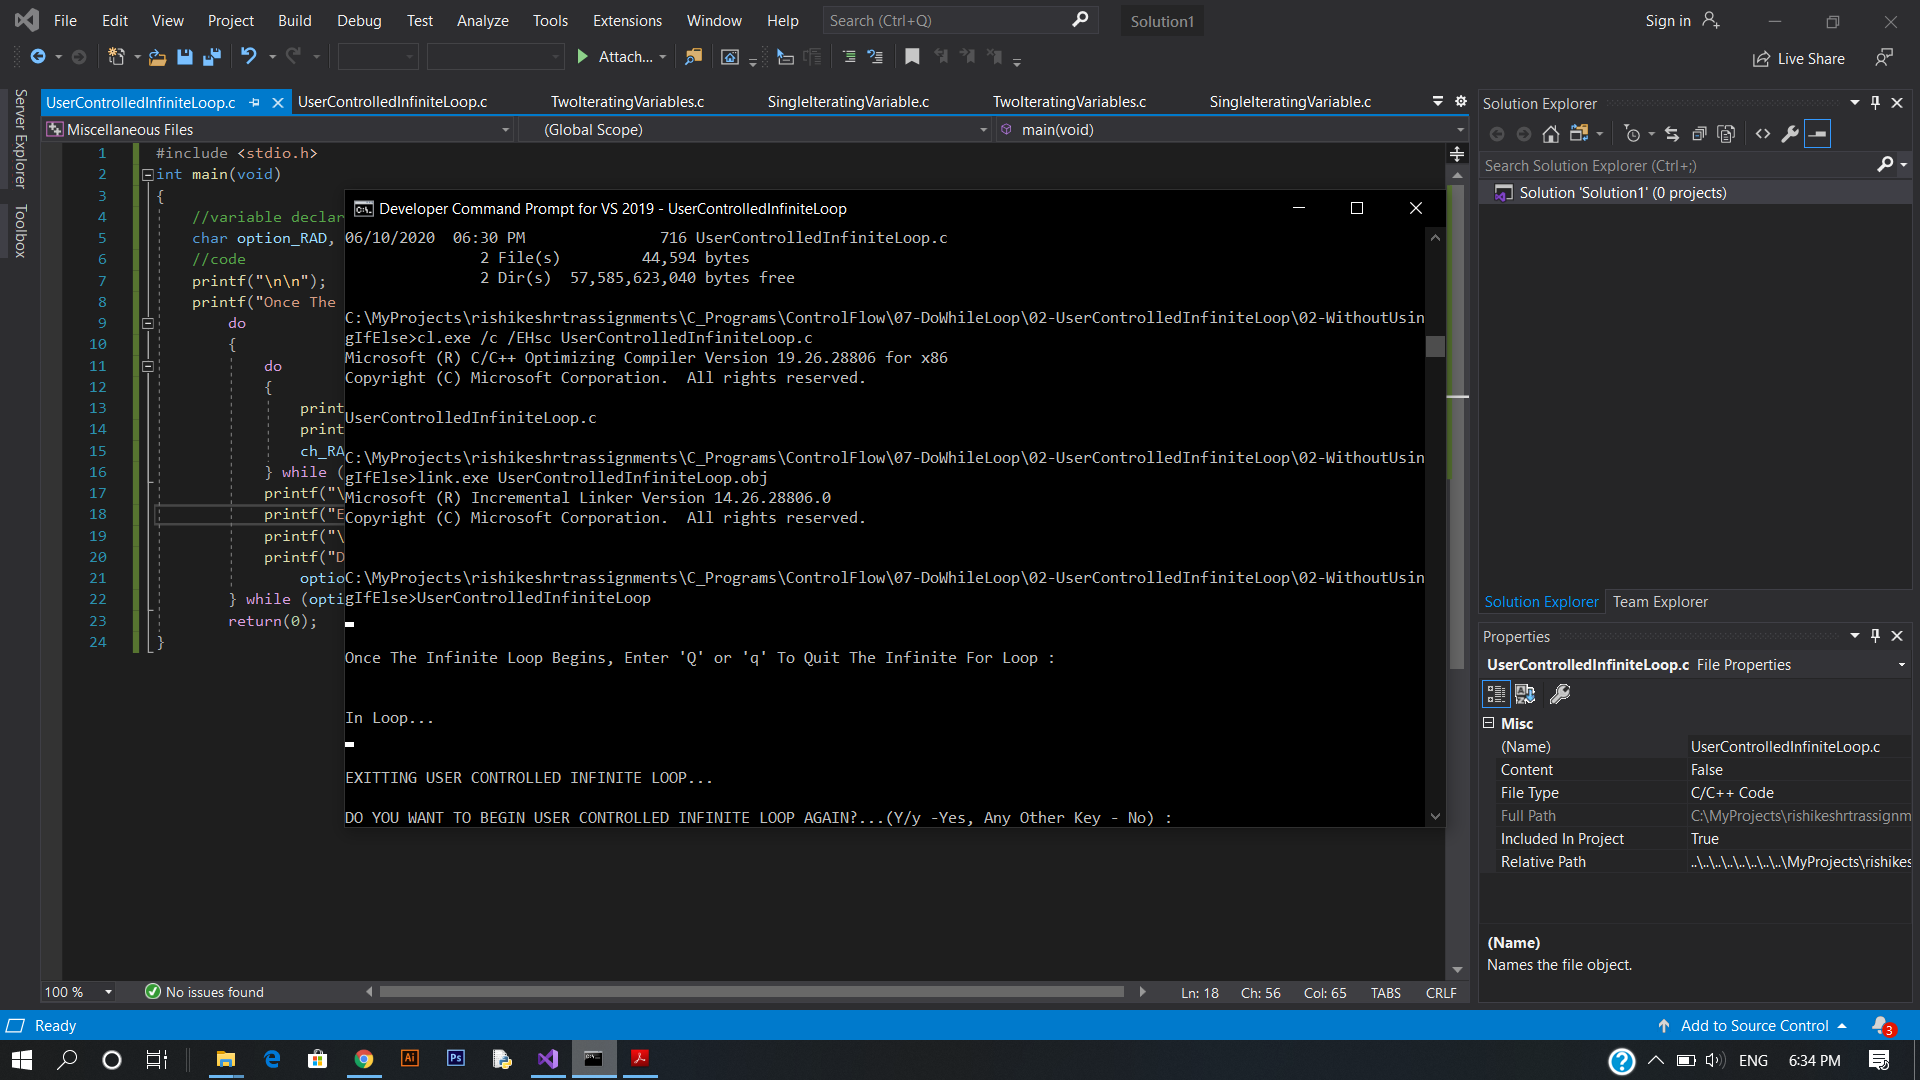 File Edit View Project Build Debug Test Analyze Tools Extensions Window Help Search (Ctrl+Q) Solution1 Sign in
Attach... Live Share
Server Explorer
Toolbox
UserControlledInfiniteLoop.c UserControlledInfiniteLoop.c TwoIteratingVariables.c SingleIteratingVariable.c TwoIteratingVariables.c SingleIteratingVariable.c
Miscellaneous Files (Global Scope) main(void)
1 #include <stdio.h>
2 int main(void)
3 {
4 //variable declar
5 char option_RAD,
6 //code
7 printf("\n\n");
8 printf("Once The
9 do
10 {
11 do
12 {
13 print
14 print
15 ch_RA
16 } while (
17 printf("\
18 printf("E
19 printf("\
20 printf("D
21 optio
22 } while (opti
23 return(0);
24 }
Developer Command Prompt for VS 2019 - UserControlledInfiniteLoop
06/10/2020 06:30 PM 716 UserControlledInfiniteLoop.c
2 File(s) 44,594 bytes
2 Dir(s) 57,585,623,040 bytes free
C:\MyProjects\rishikeshrtrassignments\C_Programs\ControlFlow\07-DoWhileLoop\02-UserControlledInfiniteLoop\02-WithoutUsin
gIfElse>cl.exe /c /EHsc UserControlledInfiniteLoop.c
Microsoft (R) C/C++ Optimizing Compiler Version 19.26.28806 for x86
Copyright (C) Microsoft Corporation. All rights reserved.
UserControlledInfiniteLoop.c
C:\MyProjects\rishikeshrtrassignments\C_Programs\ControlFlow\07-DoWhileLoop\02-UserControlledInfiniteLoop\02-WithoutUsin
gIfElse>link.exe UserControlledInfiniteLoop.obj
Microsoft (R) Incremental Linker Version 14.26.28806.0
Copyright (C) Microsoft Corporation. All rights reserved.
C:\MyProjects\rishikeshrtrassignments\C_Programs\ControlFlow\07-DoWhileLoop\02-UserControlledInfiniteLoop\02-WithoutUsin
gIfElse>UserControlledInfiniteLoop
Once The Infinite Loop Begins, Enter 'Q' or 'q' To Quit The Infinite For Loop :
In Loop...
EXITTING USER CONTROLLED INFINITE LOOP...
DO YOU WANT TO BEGIN USER CONTROLLED INFINITE LOOP AGAIN?...(Y/y -Yes, Any Other Key - No) :
100 % No issues found Ln: 18 Ch: 56 Col: 65 TABS CRLF
Solution Explorer
Search Solution Explorer (Ctrl+;)
Solution 'Solution1' (0 projects)
Solution Explorer Team Explorer
Properties
UserControlledInfiniteLoop.c File Properties
Misc
(Name) UserControlledInfiniteLoop.c
Content False
File Type C/C++ Code
Full Path C:\MyProjects\rishikeshrtrassignm
Included In Project True
Relative Path ..\..\..\..\..\..\..\..\MyProjects\rishikes
(Name)
Names the file object.
Ready Add to Source Control 3
Ai Ps ENG 6:34 PM